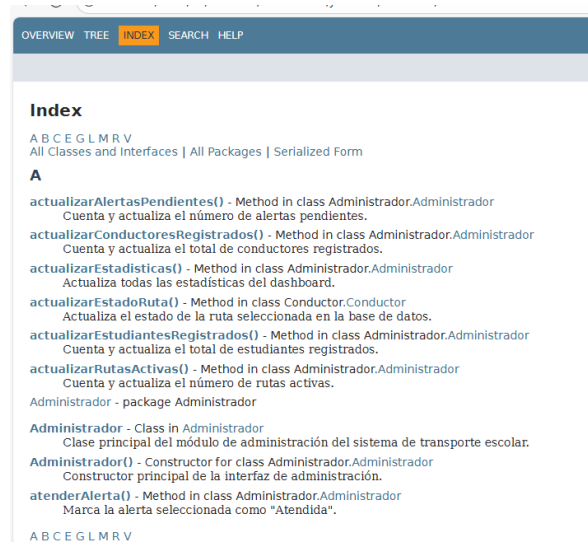 OVERVIEW TREE INDEX SEARCH HELP
Index
A B C E G L M R V
All Classes and Interfaces | All Packages | Serialized Form
A
actualizarAlertasPendientes() - Method in class Administrador.Administrador
Cuenta y actualiza el número de alertas pendientes.
actualizarConductoresRegistrados() - Method in class Administrador.Administrador
Cuenta y actualiza el total de conductores registrados.
actualizarEstadisticas() - Method in class Administrador.Administrador
Actualiza todas las estadísticas del dashboard.
actualizarEstadoRuta() - Method in class Conductor.Conductor
Actualiza el estado de la ruta seleccionada en la base de datos.
actualizarEstudiantesRegistrados() - Method in class Administrador.Administrador
Cuenta y actualiza el total de estudiantes registrados.
actualizarRutasActivas() - Method in class Administrador.Administrador
Cuenta y actualiza el número de rutas activas.
Administrador - package Administrador
Administrador - Class in Administrador
Clase principal del módulo de administración del sistema de transporte escolar.
Administrador() - Constructor for class Administrador.Administrador
Constructor principal de la interfaz de administración.
atenderAlerta() - Method in class Administrador.Administrador
Marca la alerta seleccionada como "Atendida".
A B C E G L M R V